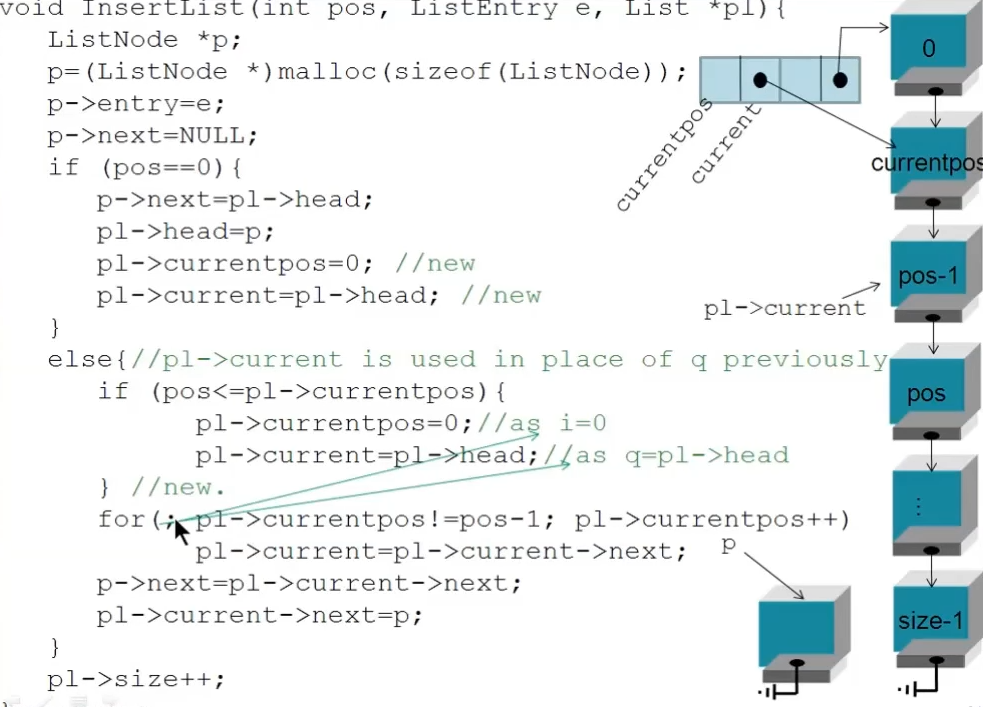 void InsertList(int pos, ListEntry e, List *pl){
ListNode *p;
p=(ListNode *)malloc(sizeof(ListNode));
p->entry=e;
p->next=NULL;
if (pos==0){
p->next=pl->head;
pl->head=p;
pl->currentpos=0; //new
pl->current=pl->head; //new
}
else{//pl->current is used in place of q previously
if (pos<=pl->currentpos){
pl->currentpos=0;//as i=0
pl->current=pl->head;//as q=pl->head
} //new.
for(; pl->currentpos!=pos-1; pl->currentpos++)
pl->current=pl->current->next;
p->next=pl->current->next;
pl->current->next=p;
}
pl->size++;
}
currentpos
current
0
currentpos
pos-1
pl->current
pos
⋮
p
size-1